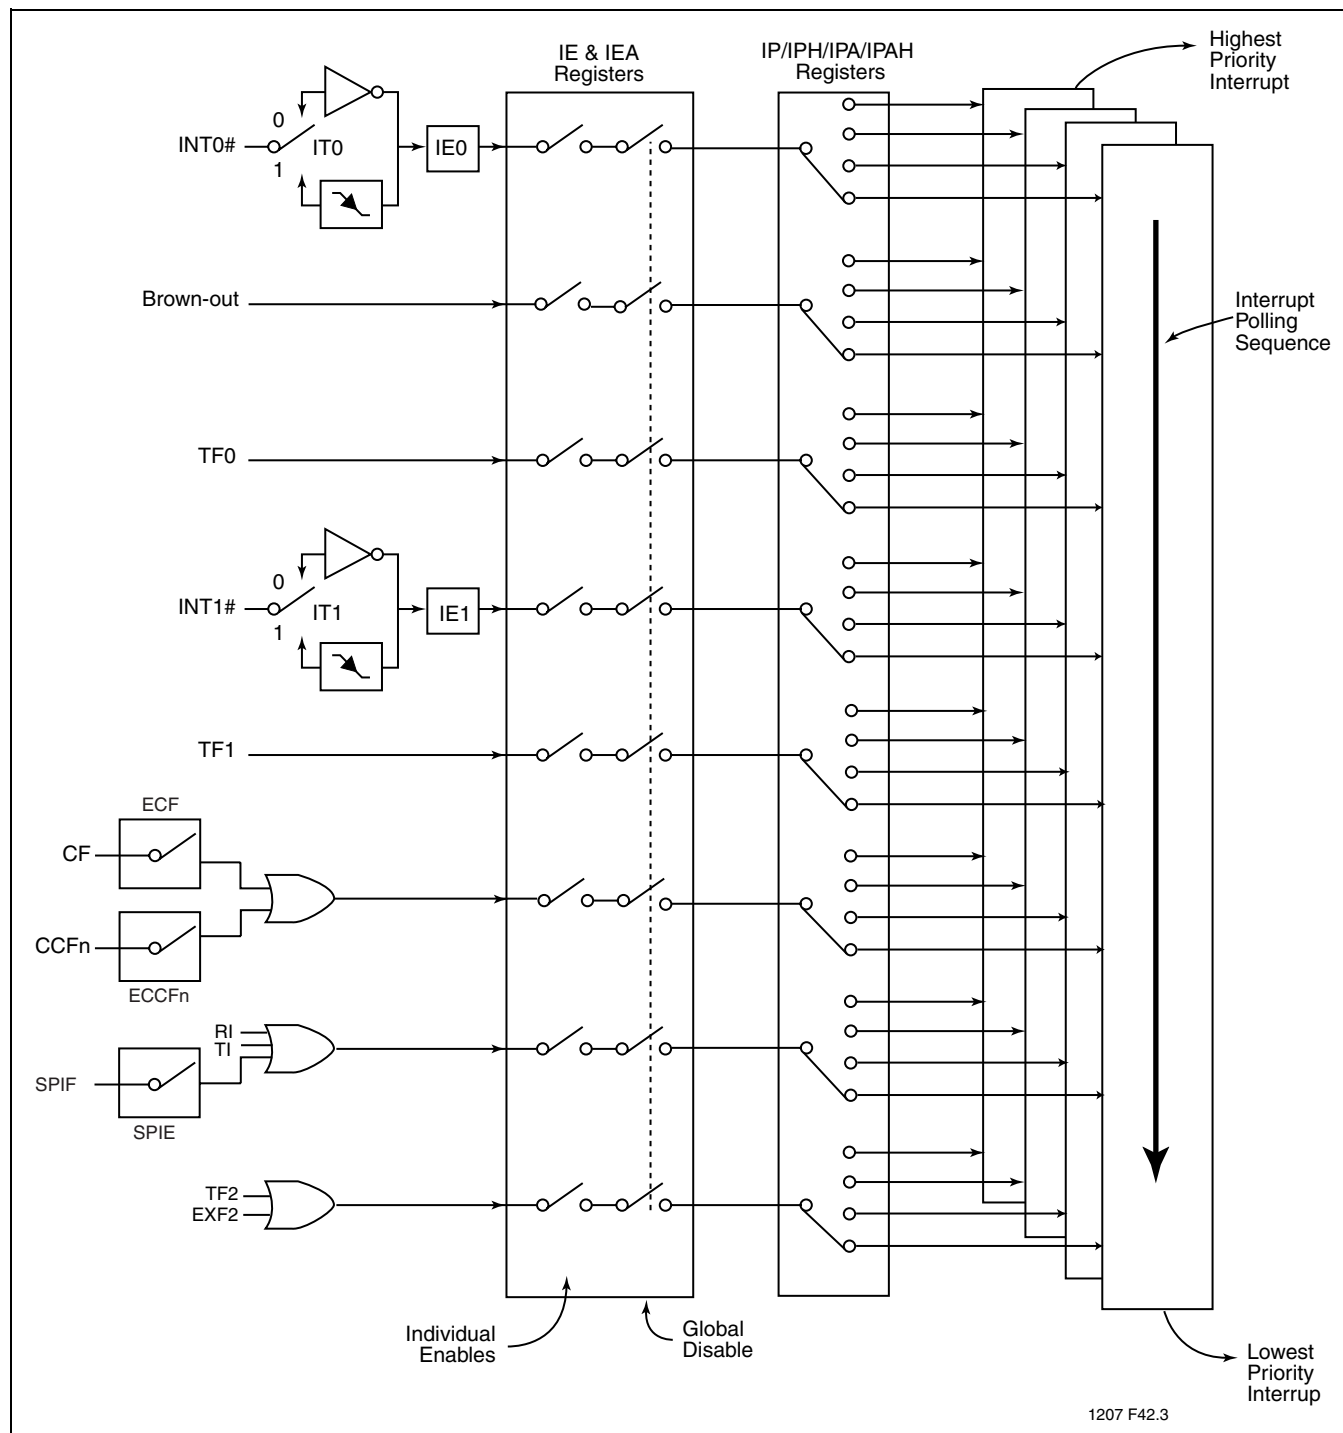 IE & IEA
Registers
IP/IPH/IPA/IPAH
Registers
Highest
Priority
Interrupt
0
INT0#
IT0
IE0
1
Brown-out
Interrupt
Polling
Sequence
TF0
0
INT1#
IT1
IE1
1
TF1
ECF
CF
CCFn
ECCFn
RI
TI
SPIF
SPIE
TF2
EXF2
Individual
Enables
Global
Disable
Lowest
Priority
Interrup
1207 F42.3